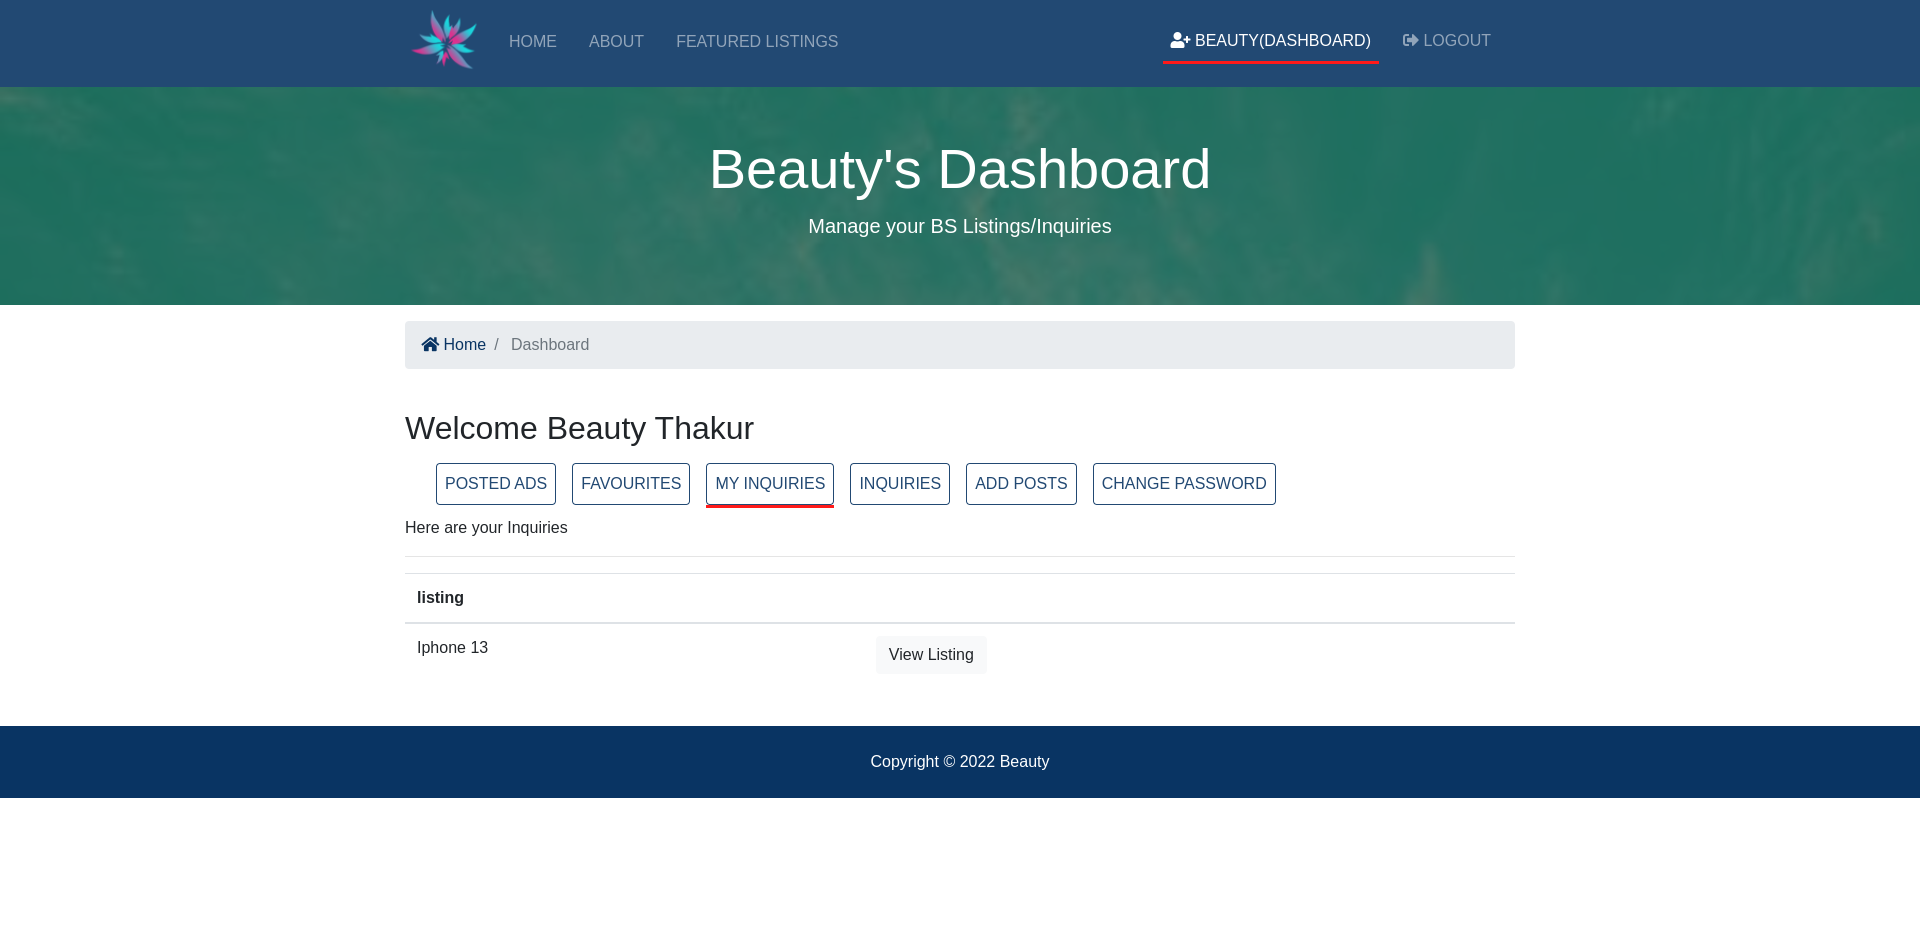 HOME ABOUT FEATURED LISTINGS BEAUTY(DASHBOARD) LOGOUT
Beauty's Dashboard
Manage your BS Listings/Inquiries
Home / Dashboard
Welcome Beauty Thakur
POSTED ADS FAVOURITES MY INQUIRIES INQUIRIES ADD POSTS CHANGE PASSWORD
Here are your Inquiries
listing
Iphone 13 View Listing
Copyright © 2022 Beauty